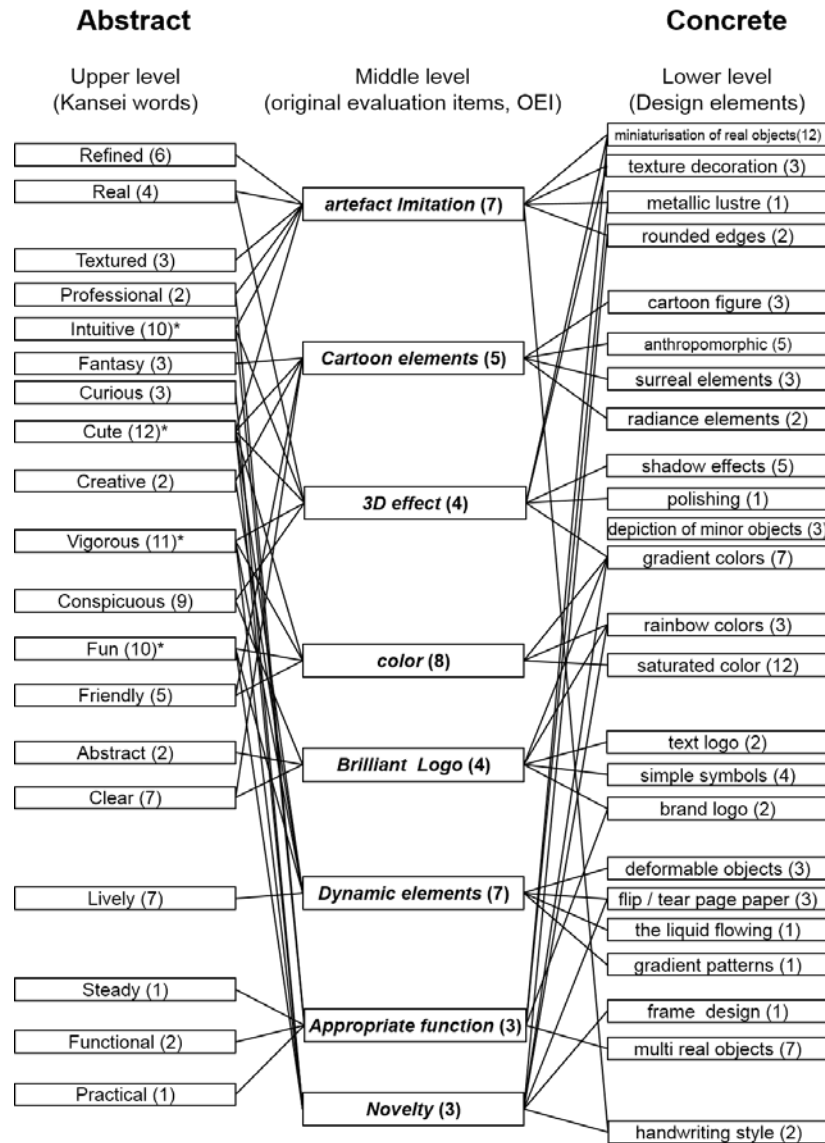 Abstract
Concrete
Upper level
(Kansei words)
Middle level
(original evaluation items, OEI)
Lower level
(Design elements)
Refined (6)
Real (4)
Textured (3)
Professional (2)
Intuitive (10)*
Fantasy (3)
Curious (3)
Cute (12)*
Creative (2)
Vigorous (11)*
Conspicuous (9)
Fun (10)*
Friendly (5)
Abstract (2)
Clear (7)
Lively (7)
Steady (1)
Functional (2)
Practical (1)
artefact Imitation (7)
Cartoon elements (5)
3D effect (4)
color (8)
Brilliant Logo (4)
Dynamic elements (7)
Appropriate function (3)
Novelty (3)
miniaturisation of real objects(12)
texture decoration (3)
metallic lustre (1)
rounded edges (2)
cartoon figure (3)
anthropomorphic (5)
surreal elements (3)
radiance elements (2)
shadow effects (5)
polishing (1)
depiction of minor objects (3)
gradient colors (7)
rainbow colors (3)
saturated color (12)
text logo (2)
simple symbols (4)
brand logo (2)
deformable objects (3)
flip / tear page paper (3)
the liquid flowing (1)
gradient patterns (1)
frame design (1)
multi real objects (7)
handwriting style (2)